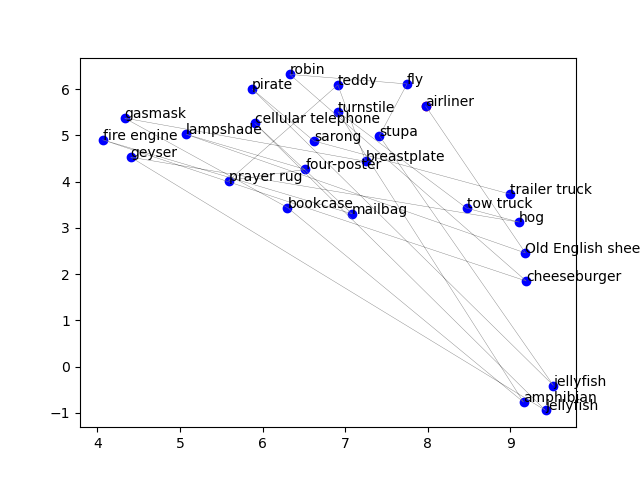 robin
fly
teddy
pirate
airliner
turnstile
gasmask
cellular telephone
lampshade
fire engine
sarong
stupa
geyser
breastplate
four-poster
prayer rug
trailer truck
bookcase
mailbag
tow truck
hog
Old English shee
cheeseburger
jellyfish
amphibian
jellyfish
6
5
4
3
2
1
0
−1
4 5 6 7 8 9